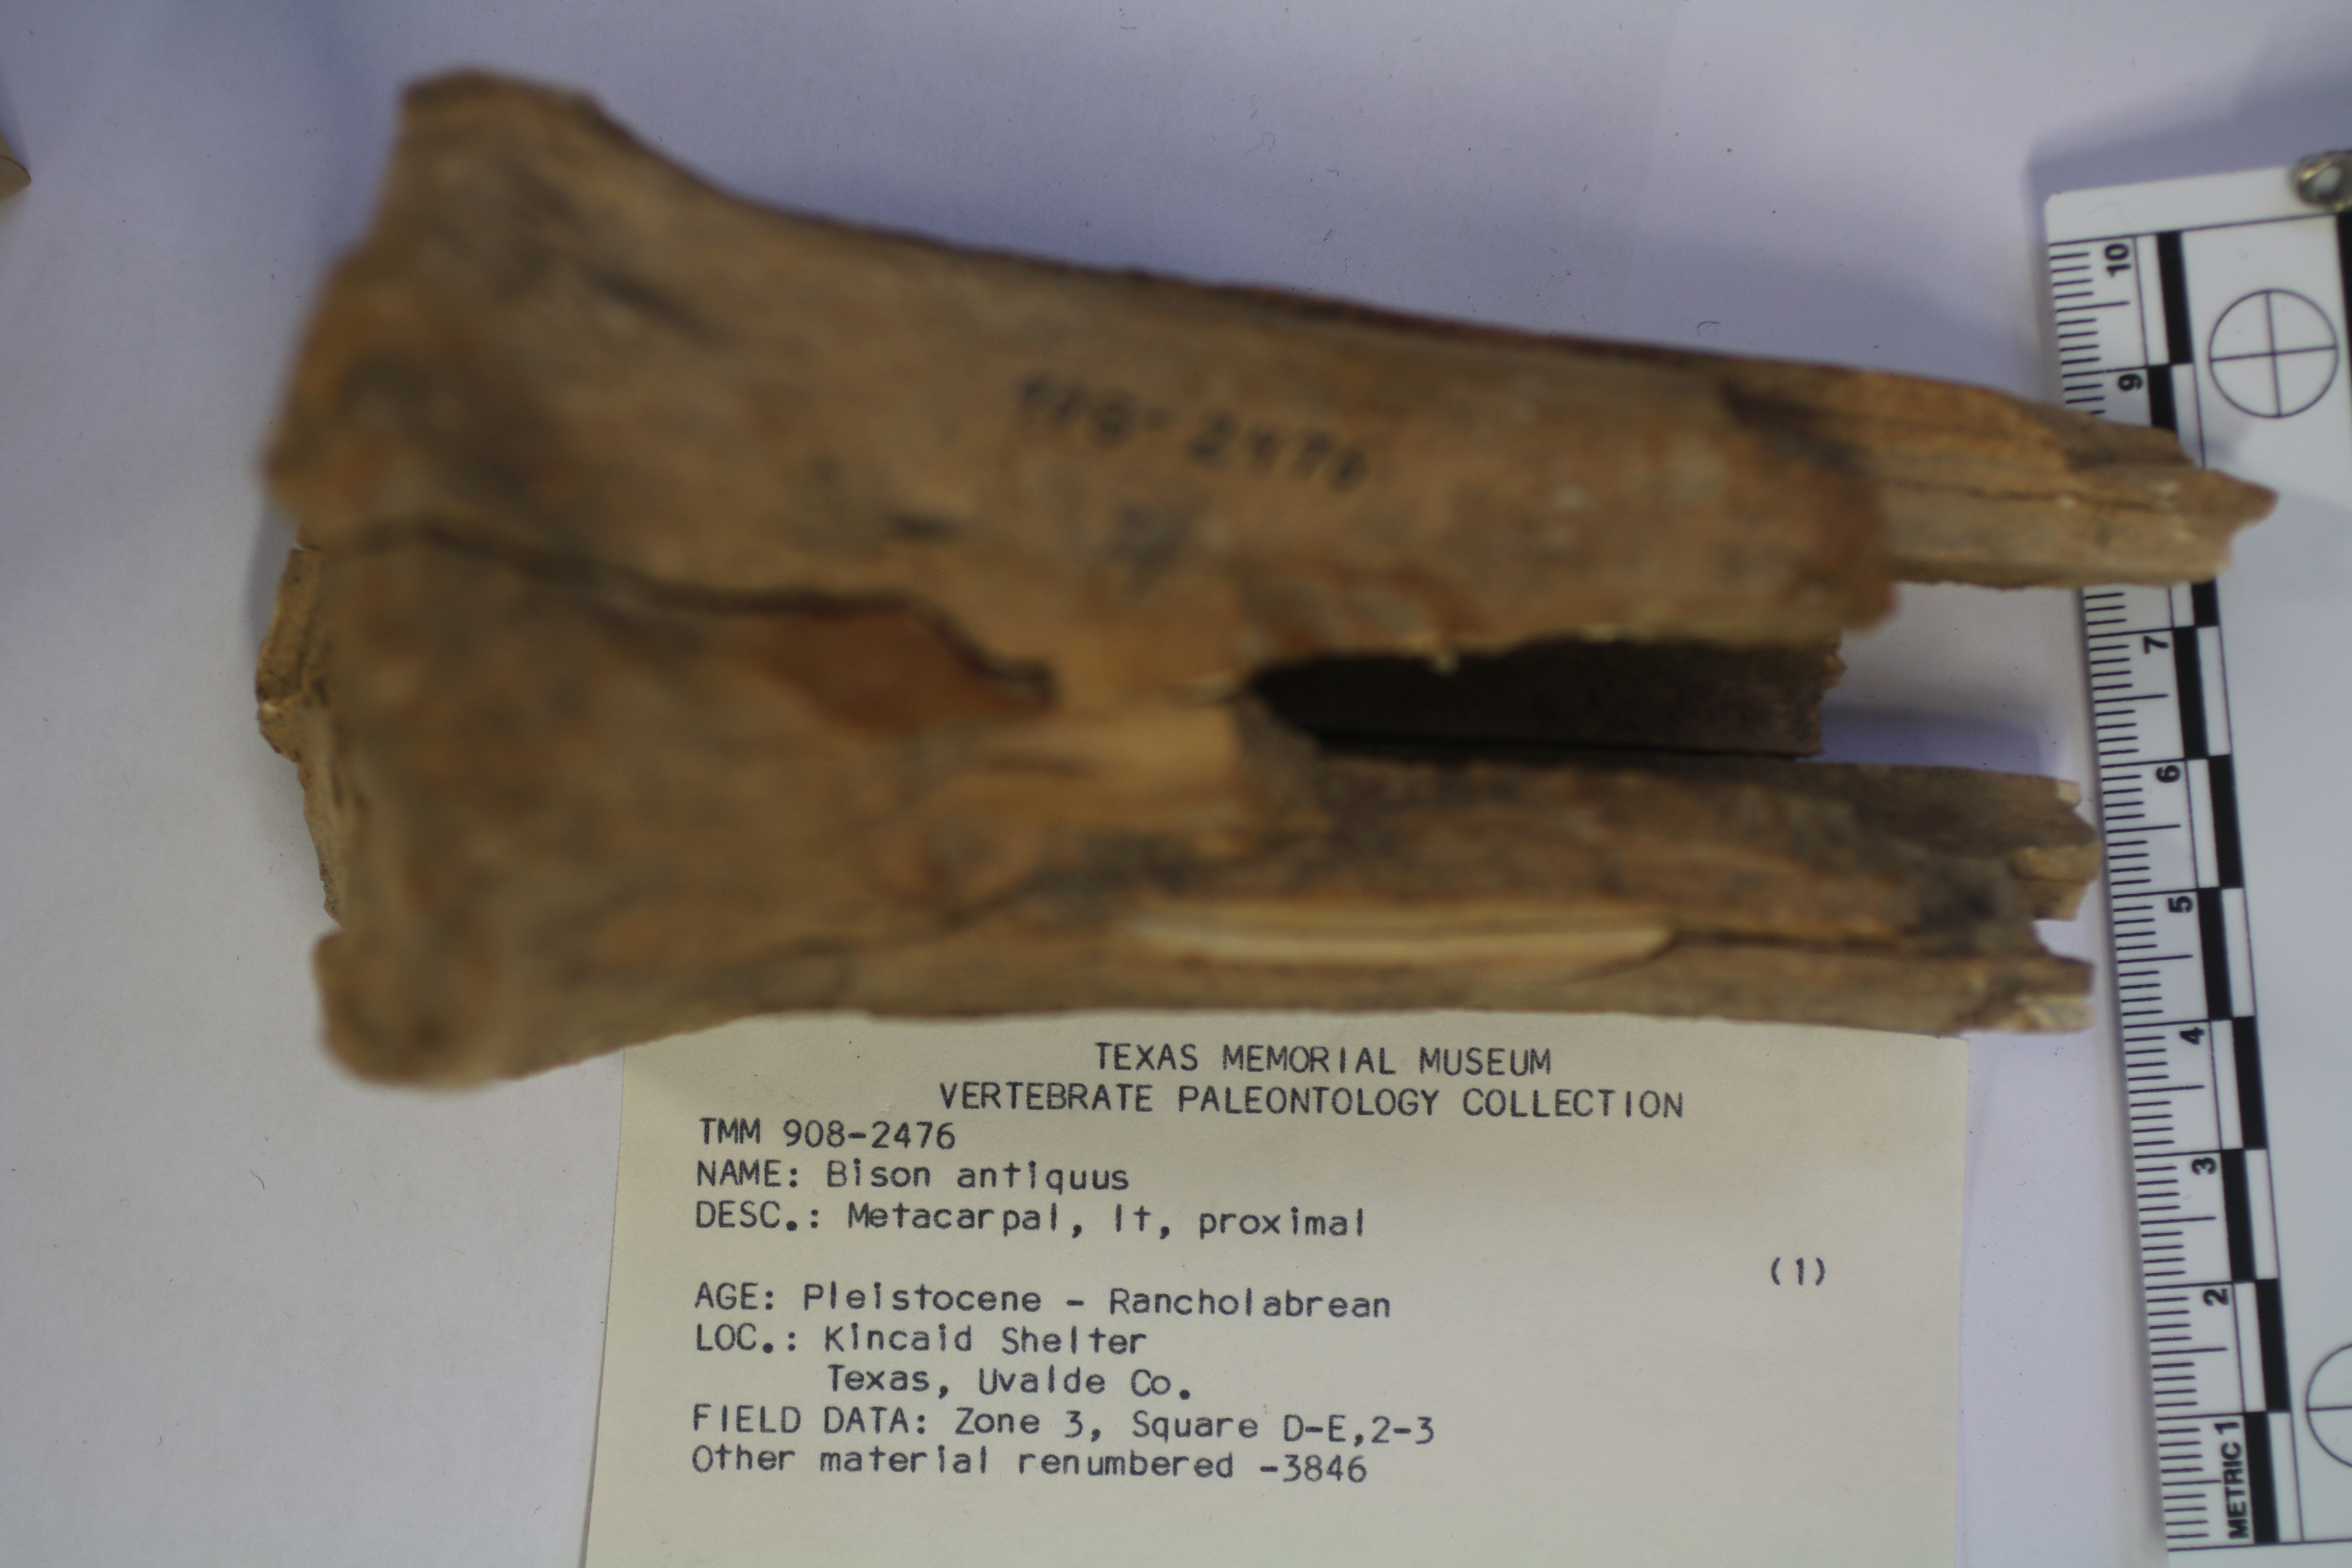 908-2476
TEXAS MEMORIAL MUSEUM
VERTEBRATE PALEONTOLOGY COLLECTION
TMM 908-2476
NAME: Bison antiquus
DESC.: Metacarpal, lt, proximal
(1)
AGE: Pleistocene - Rancholabrean
LOC.: Kincaid Shelter
Texas, Uvalde Co.
FIELD DATA: Zone 3, Square D-E,2-3
Other material renumbered -3846
10
9
7
6
5
4
3
2
METRIC 1